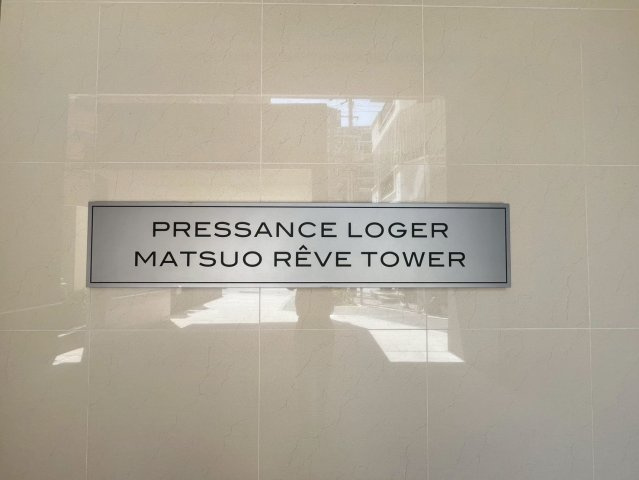 PRESSANCE LOGER
MATSUO RÊVE TOWER